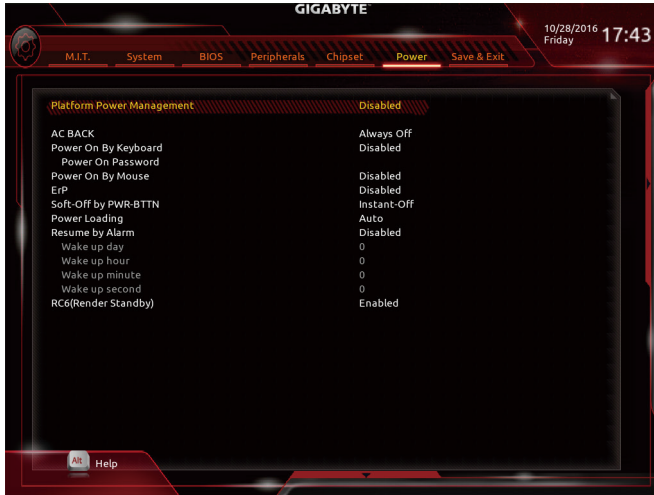 GIGABYTE
10/28/2016 17:43
Friday
M.I.T. System BIOS Peripherals Chipset Power Save & Exit
Platform Power Management Disabled
AC BACK Always Off
Power On By Keyboard Disabled
Power On Password
Power On By Mouse Disabled
ErP Disabled
Soft-Off by PWR-BTTN Instant-Off
Power Loading Auto
Resume by Alarm Disabled
Wake up day 0
Wake up hour 0
Wake up minute 0
Wake up second 0
RC6(Render Standby) Enabled
Alt Help